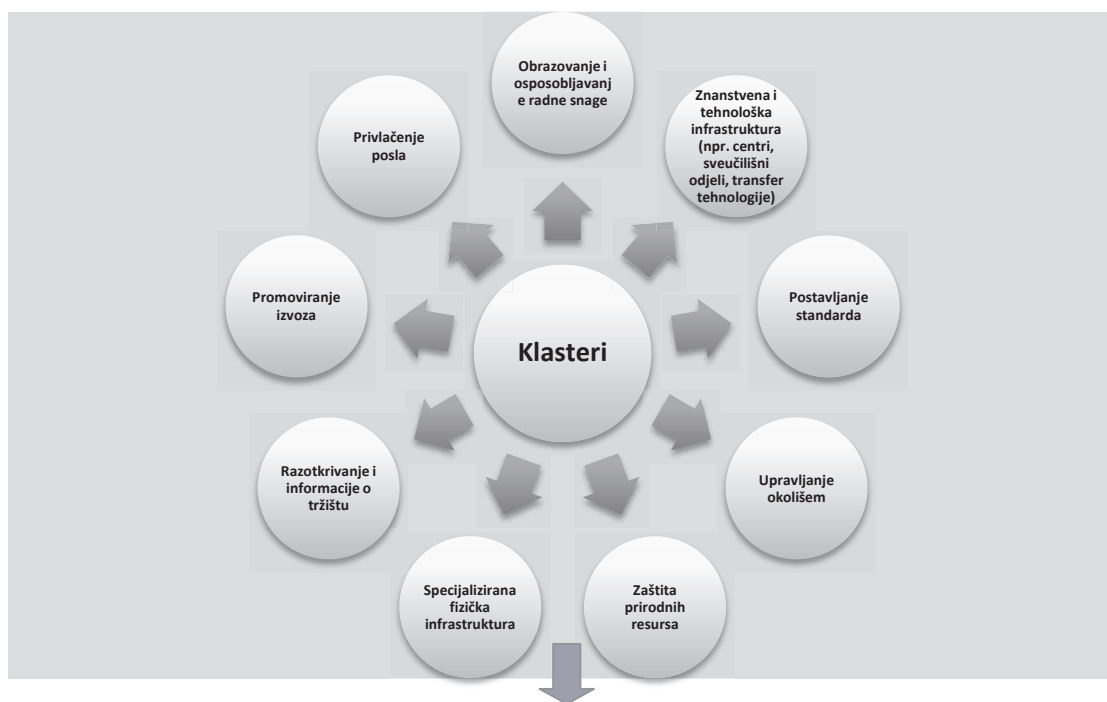 Obrazovanje i
osposobljavanj
e radne snage
Znanstvena i
tehnološka
infrastruktura
(npr. centri,
sveučilišni
odjeli, transfer
tehnologije)
Postavljanje
standarda
Upravljanje
okolišem
Zaštita
prirodnih
resursa
Specijalizirana
fizička
infrastruktura
Razotkrivanje i
informacije o
tržištu
Promoviranje
izvoza
Privlačenje
posla
Klasteri